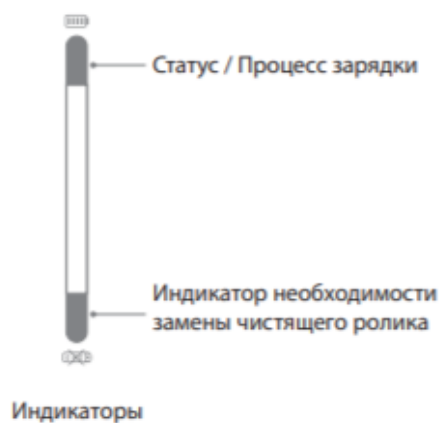 Статус / Процесс зарядки
Индикатор необходимости
замены чистящего ролика
Индикаторы